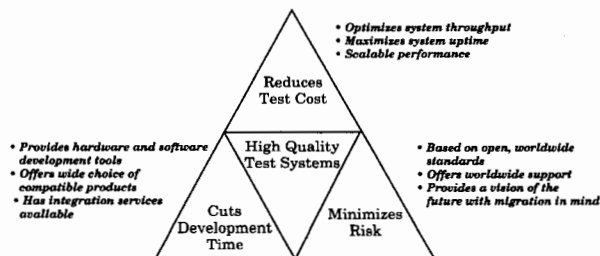 • Optimizes system throughput
• Maximizes system uptime
• Scalable performance
Reduces
Test Cost
• Provides hardware and software
development tools
• Offers wide choice of
compatible products
• Has integration services
available
High Quality
Test Systems
• Based on open, worldwide
standards
• Offers worldwide support
• Provides a vision of the
future with migration in mind
Cuts
Development
Time
Minimizes
Risk